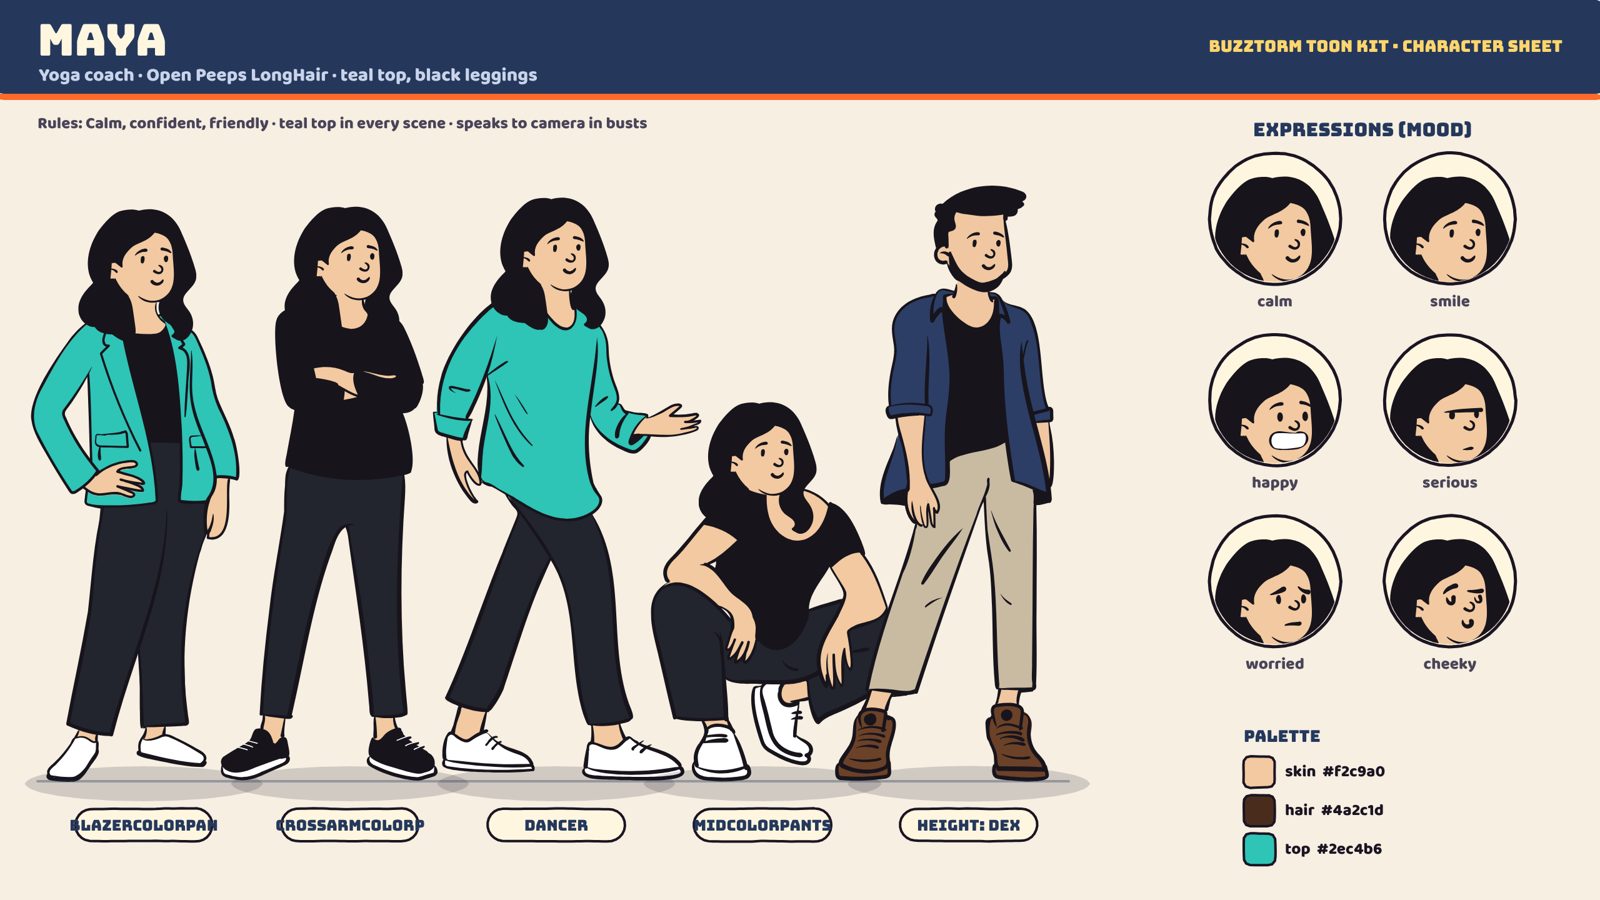 MAYA
Yoga coach · Open Peeps LongHair · teal top, black leggings
BUZZTORM TOON KIT · CHARACTER SHEET
Rules: Calm, confident, friendly · teal top in every scene · speaks to camera in busts
EXPRESSIONS (MOOD)
calm
smile
happy
serious
worried
cheeky
PALETTE
skin #f2c9a0
hair #4a2c1d
top #2ec4b6
BLAZERCOLORPAN
CROSSARMCOLORP
DANCER
MIDCOLORPANTS
HEIGHT: DEX